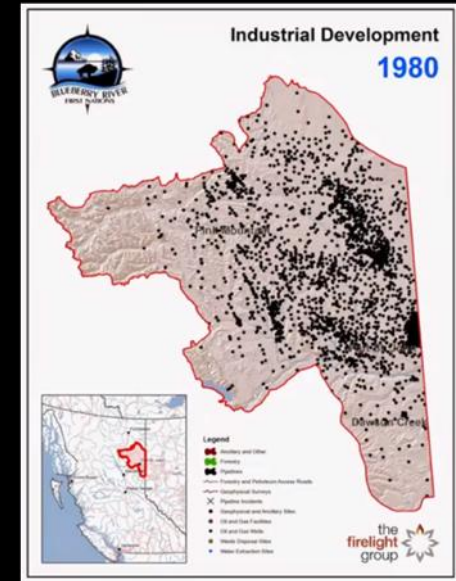 Industrial Development
1980
BLUEBERRY RIVER
FIRST NATIONS
Pink Mountain
Dawson Creek
Legend
Ancillary and Other
Forestry
Pipelines
Forestry and Petroleum Access Roads
Geophysical Surveys
Pipeline Incidents
Geophysical and Ancillary Sites
Oil and Gas Facilities
Oil and Gas Wells
Waste Disposal Sites
Water Extraction Sites
the
firelight
group